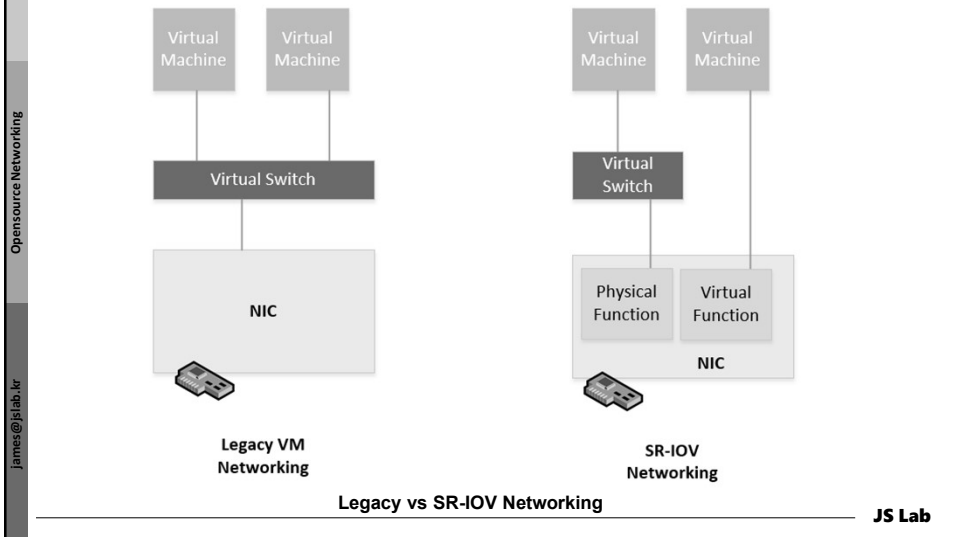 Opensource Networking
james@jslab.kr
Virtual
Machine
Virtual
Machine
Virtual Switch
NIC
Legacy VM
Networking
Virtual
Machine
Virtual
Machine
Virtual
Switch
Physical
Function
Virtual
Function
NIC
SR-IOV
Networking
Legacy vs SR-IOV Networking
JS Lab